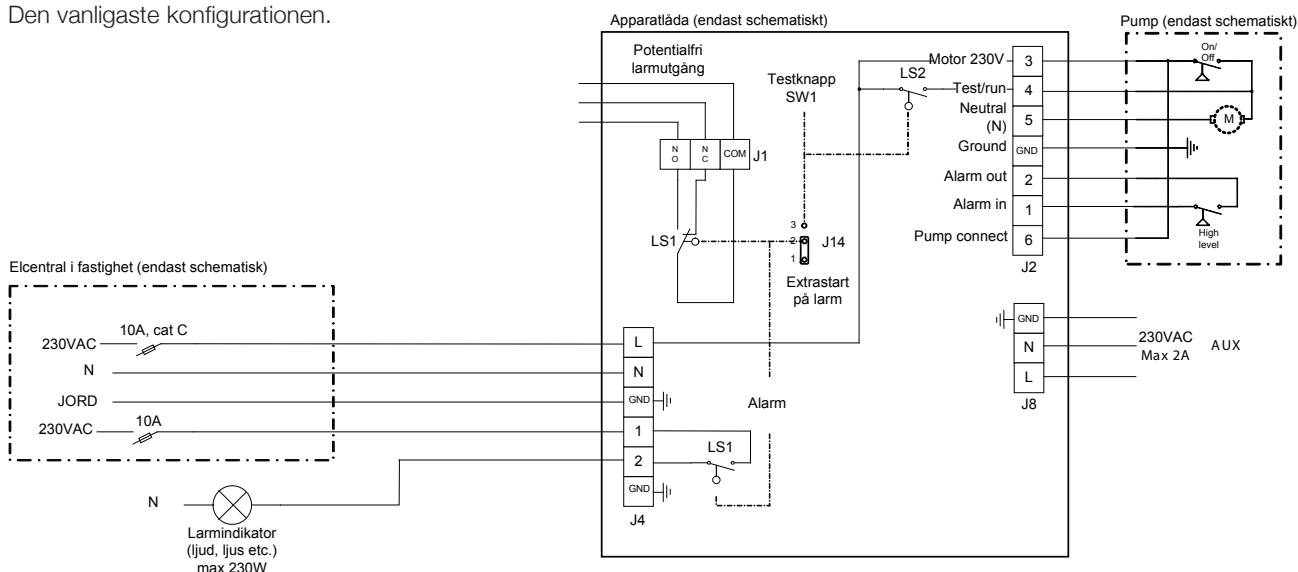 Den vanligaste konfigurationen.
Apparatlåda (endast schematiskt)
Pump (endast schematiskt)
Potentialfri
larmutgång
Testknapp
SW1
LS2
Motor 230V
3
Test/run
4
Neutral
(N)
5
Ground
GND
Alarm out
2
Alarm in
1
Pump connect
6
J2
On/
Off
M
High
level
NO
NC
COM
J1
LS1
3
2
1
J14
Extrastart
på larm
Elcentral i fastighet (endast schematisk)
230VAC
10A, cat C
N
JORD
230VAC
10A
L
N
GND
1
2
GND
J4
Alarm
LS1
GND
N
L
J8
230VAC
Max 2A
AUX
N
Larmindikator
(ljud, ljus etc.)
max 230W